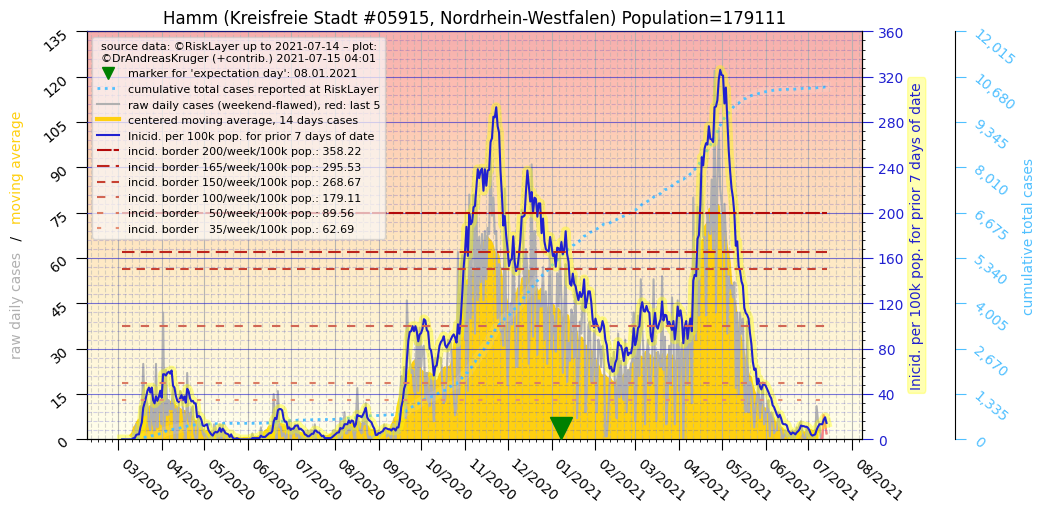 Hamm (Kreisfreie Stadt #05915, Nordrhein-Westfalen) Population=179111
source data: ©RiskLayer up to 2021-07-14 – plot:
©DrAndreasKruger (+contrib.) 2021-07-15 04:01
marker for 'expectation day': 08.01.2021
cumulative total cases reported at RiskLayer
raw daily cases (weekend-flawed), red: last 5
centered moving average, 14 days cases
Inicid. per 100k pop. for prior 7 days of date
incid. border 200/week/100k pop.: 358.22
incid. border 165/week/100k pop.: 295.53
incid. border 150/week/100k pop.: 268.67
incid. border 100/week/100k pop.: 179.11
incid. border   50/week/100k pop.: 89.56
incid. border   35/week/100k pop.: 62.69
raw daily cases / moving average
135
120
105
90
75
60
45
30
15
0
360
320
280
240
200
160
120
80
40
0
Inicid. per 100k pop. for prior 7 days of date
12,015
10,680
9,345
8,010
6,675
5,340
4,005
2,670
1,335
0
cumulative total cases
03/2020
04/2020
05/2020
06/2020
07/2020
08/2020
09/2020
10/2020
11/2020
12/2020
01/2021
02/2021
03/2021
04/2021
05/2021
06/2021
07/2021
08/2021